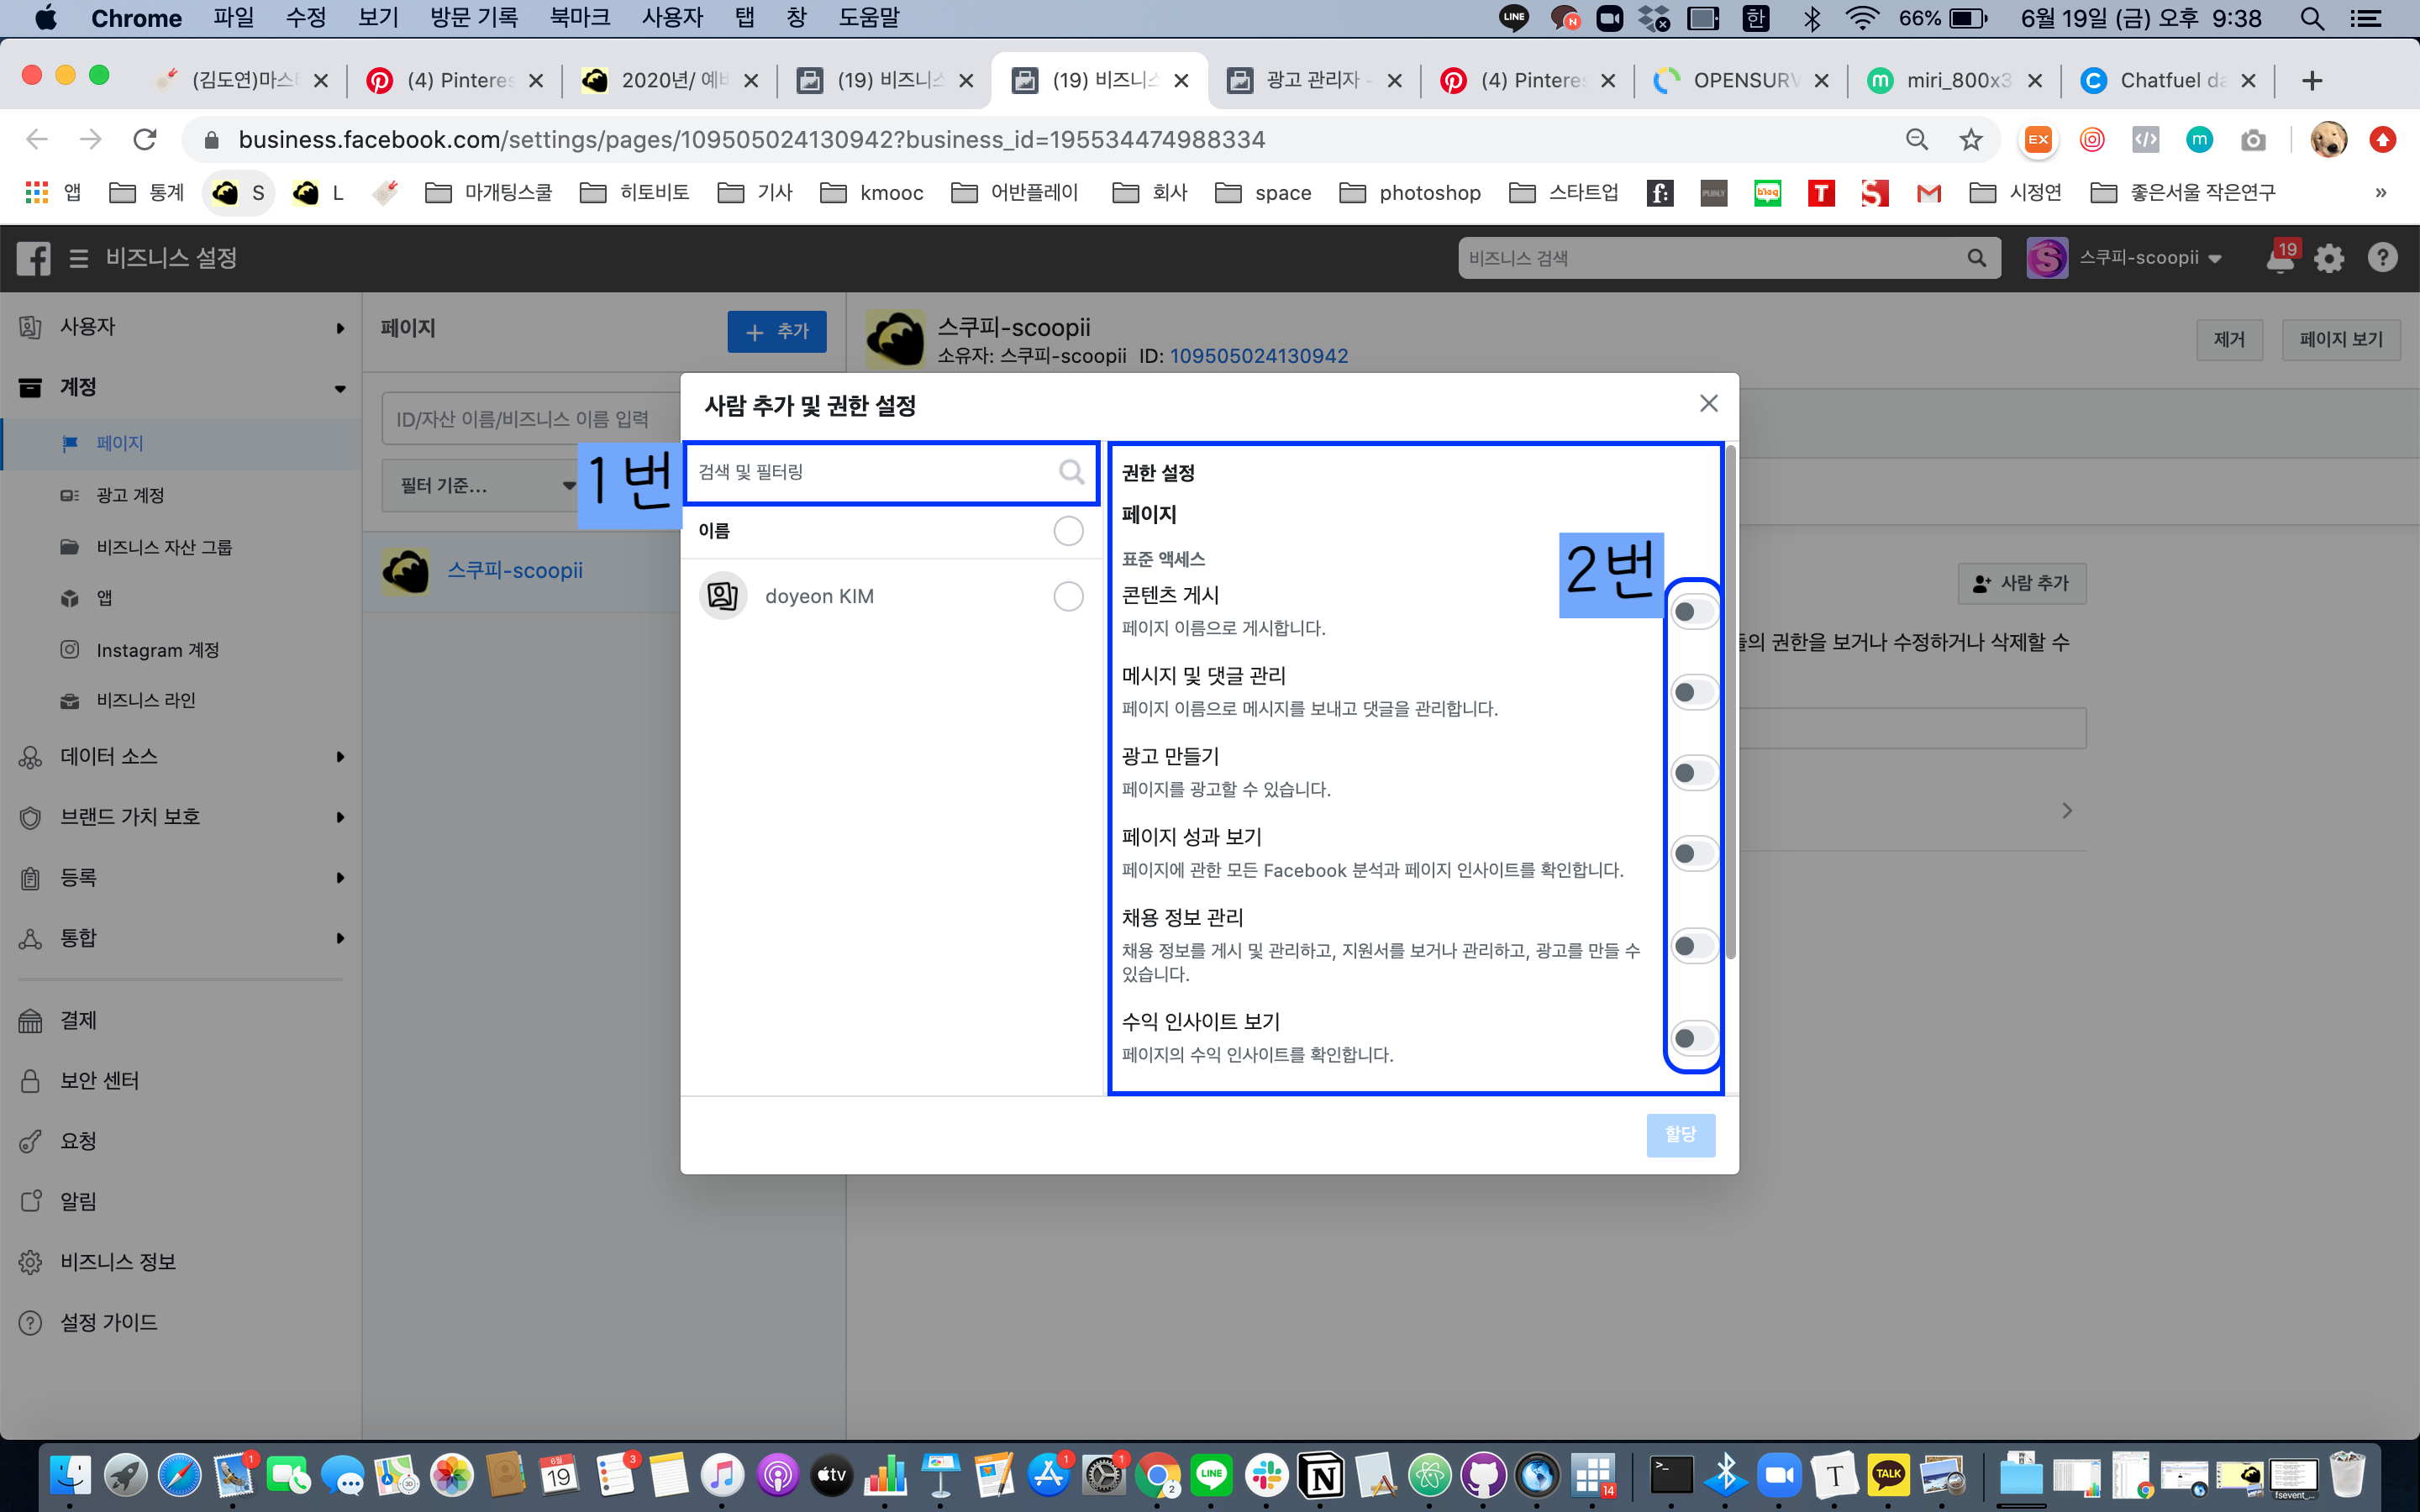 Chrome 파일 수정 보기 방문 기록 북마크 사용자 탭 창 도움말 LINE N 한 66% 6월 19일 (금) 오후 9:38
(김도연)마스 (4) Pinteres 2020년/ 예비 (19) 비즈니스 (19) 비즈니스 광고 관리자 - (4) Pinteres OPENSURV miri_800x3 Chatfuel da
business.facebook.com/settings/pages/109505024130942?business_id=195534474988334 EX m
앱 통계 S L 마개팅스쿨 히토비토 기사 kmooc 어반플레이 회사 space photoshop 스타트업 f: blog T S M 시정연 좋은서울 작은연구 »
비즈니스 설정 비즈니스 검색 스쿠피-scoopii 19
사용자
계정
페이지
광고 계정
비즈니스 자산 그룹
앱
Instagram 계정
비즈니스 라인
데이터 소스
브랜드 가치 보호
등록
통합
결제
보안 센터
요청
알림
비즈니스 정보
설정 가이드
페이지 + 추가
ID/자산 이름/비즈니스 이름 입력
필터 기준...
스쿠피-scoopii
스쿠피-scoopii
소유자: 스쿠피-scoopii ID: 109505024130942
제거 페이지 보기
사람 추가
들의 권한을 보거나 수정하거나 삭제할 수
사람 추가 및 권한 설정
1번
검색 및 필터링
이름
doyeon KIM
2번
권한 설정
페이지
표준 액세스
콘텐츠 게시
페이지 이름으로 게시합니다.
메시지 및 댓글 관리
페이지 이름으로 메시지를 보내고 댓글을 관리합니다.
광고 만들기
페이지를 광고할 수 있습니다.
페이지 성과 보기
페이지에 관한 모든 Facebook 분석과 페이지 인사이트를 확인합니다.
채용 정보 관리
채용 정보를 게시 및 관리하고, 지원서를 보거나 관리하고, 광고를 만들 수
있습니다.
수익 인사이트 보기
페이지의 수익 인사이트를 확인합니다.
할당
1 6월 19 3 tv 1 1 2 LINE N 14 T TALK fsevent_...